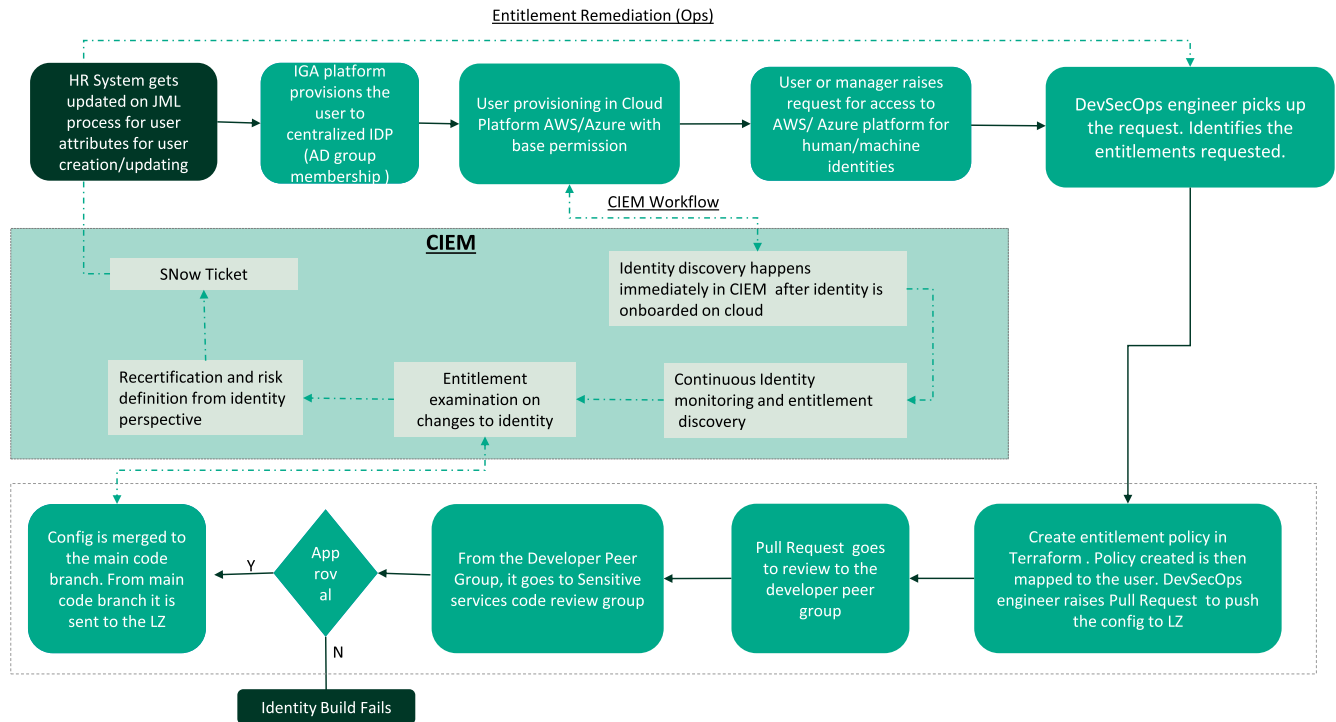 Entitlement Remediation (Ops)
HR System gets
updated on JML
process for user
attributes for user
creation/updating
IGA platform
provisions the
user to
centralized IDP
(AD group
membership )
User provisioning in Cloud
Platform AWS/Azure with
base permission
User or manager raises
request for access to
AWS/ Azure platform for
human/machine
identities
DevSecOps engineer picks up
the request. Identifies the
entitlements requested.
CIEM Workflow
CIEM
SNow Ticket
Identity discovery happens
immediately in CIEM after identity is
onboarded on cloud
Recertification and risk
definition from identity
perspective
Entitlement
examination on
changes to identity
Continuous Identity
monitoring and entitlement
discovery
Config is merged to
the main code
branch. From main
code branch it is
sent to the LZ
Y
App
rov
al
N
From the Developer Peer
Group, it goes to Sensitive
services code review group
Pull Request goes
to review to the
developer peer
group
Create entitlement policy in
Terraform . Policy created is then
mapped to the user. DevSecOps
engineer raises Pull Request to push
the config to LZ
Identity Build Fails